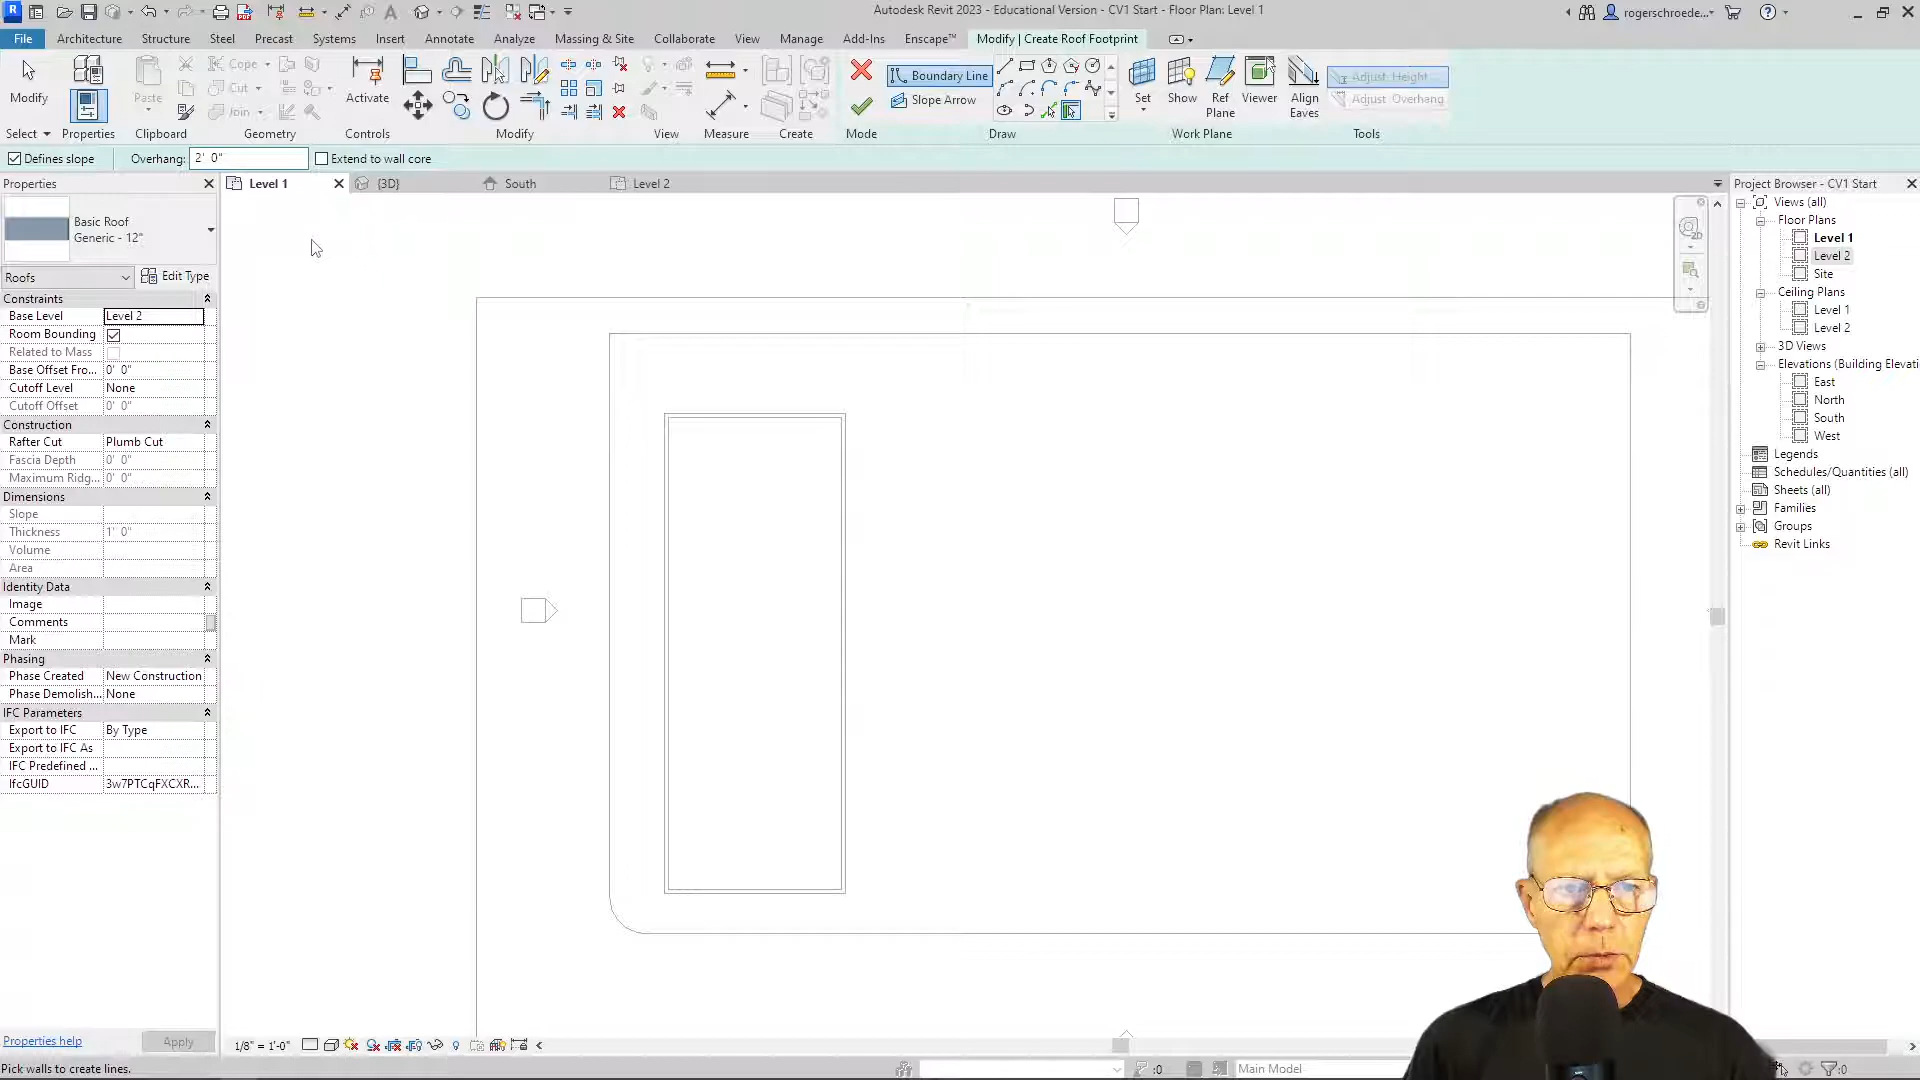 Autodesk Revit 2023 - Educational Version - CV1 Start - Floor Plan: Level 1
rogerschroede...
File Architecture Structure Steel Precast Systems Insert Annotate Analyze Massing & Site Collaborate View Manage Add-Ins Enscape™ Modify | Create Roof Footprint
Modify
Paste
Cope
Cut
Join
Activate
Boundary Line
Slope Arrow
Set
Show
Ref Plane
Viewer
Align Eaves
Adjust Height
Adjust Overhang
Select Properties Clipboard Geometry Controls Modify View Measure Create Mode Draw Work Plane Tools
Defines slope Overhang: 2' 0" Extend to wall core
Properties
Level 1 {3D} South Level 2
Basic Roof
Generic - 12"
Roofs Edit Type
Constraints
Base Level Level 2
Room Bounding
Related to Mass
Base Offset Fro... 0' 0"
Cutoff Level None
Cutoff Offset 0' 0"
Construction
Rafter Cut Plumb Cut
Fascia Depth 0' 0"
Maximum Ridg... 0' 0"
Dimensions
Slope
Thickness 1' 0"
Volume
Area
Identity Data
Image
Comments
Mark
Phasing
Phase Created New Construction
Phase Demolish... None
IFC Parameters
Export to IFC By Type
Export to IFC As
IFC Predefined ...
IfcGUID 3w7PTCqFXCXR...
Properties help Apply
Project Browser - CV1 Start
Views (all)
Floor Plans
Level 1
Level 2
Site
Ceiling Plans
Level 1
Level 2
3D Views
Elevations (Building Elevati
East
North
South
West
Legends
Schedules/Quantities (all)
Sheets (all)
Families
Groups
Revit Links
2D
1/8" = 1'-0"
Pick walls to create lines.
:0
Main Model
:0